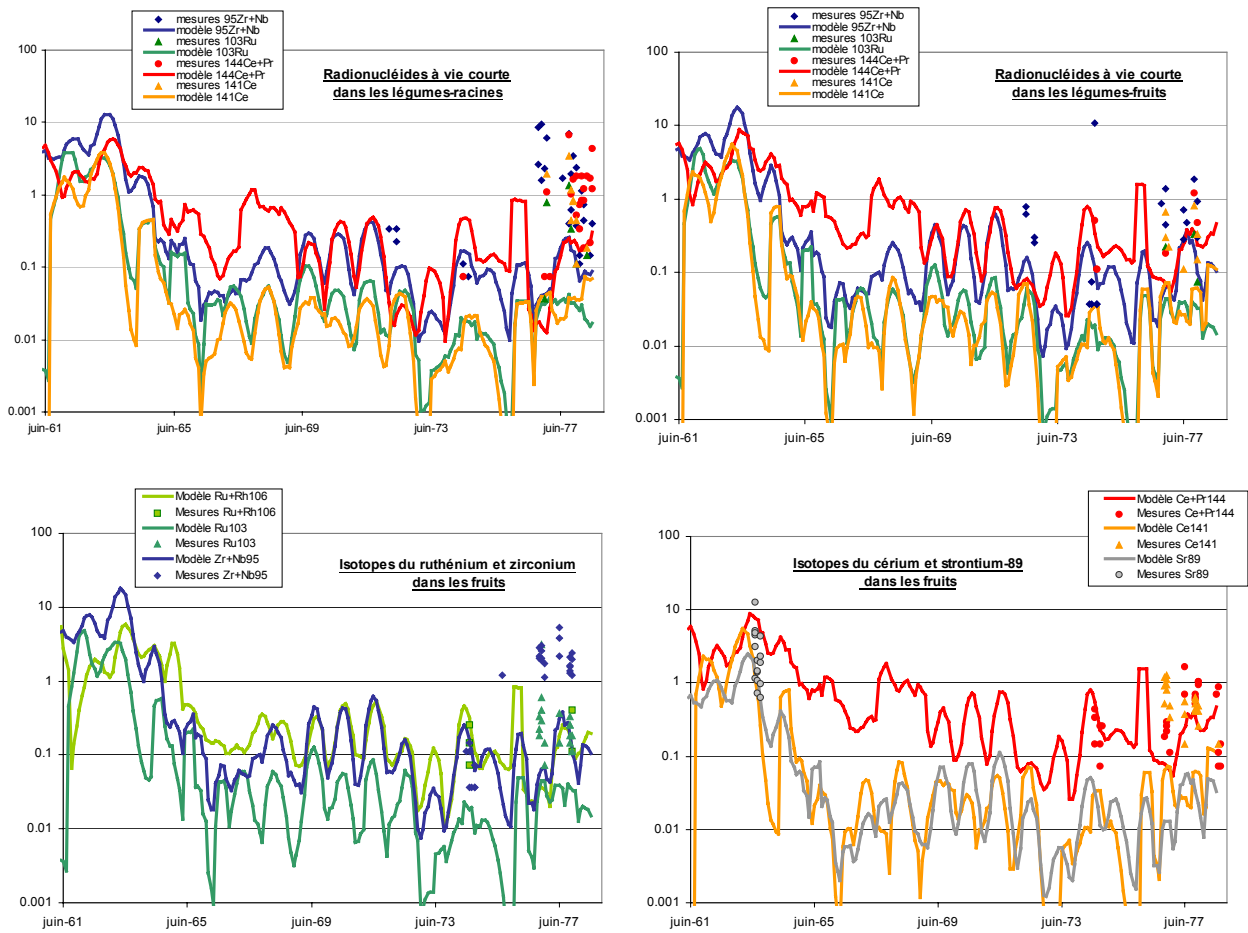 mesures 95Zr+Nb
modèle 95Zr+Nb
mesures 103Ru
modèle 103Ru
mesures 144Ce+Pr
modèle 144Ce+Pr
mesures 141Ce
modèle 141Ce
Radionucléides à vie courte
dans les légumes-racines
100
10
1
0.1
0.01
0.001
juin-61
juin-65
juin-69
juin-73
juin-77
mesures 95Zr+Nb
modèle 95Zr+Nb
mesures 103Ru
modèle 103Ru
mesures 144Ce+Pr
modèle 144Ce+Pr
mesures 141Ce
modèle 141Ce
Radionucléides à vie courte
dans les légumes-fruits
100
10
1
0.1
0.01
0.001
juin-61
juin-65
juin-69
juin-73
juin-77
Modèle Ru+Rh106
Mesures Ru+Rh106
Modèle Ru103
Mesures Ru103
Modèle Zr+Nb95
Mesures Zr+Nb95
Isotopes du ruthénium et zirconium
dans les fruits
100
10
1
0.1
0.01
0.001
juin-61
juin-65
juin-69
juin-73
juin-77
Modèle Ce+Pr144
Mesures Ce+Pr144
Modèle Ce141
Mesures Ce141
Modèle Sr89
Mesures Sr89
Isotopes du cérium et strontium-89
dans les fruits
100
10
1
0.1
0.01
0.001
juin-61
juin-65
juin-69
juin-73
juin-77